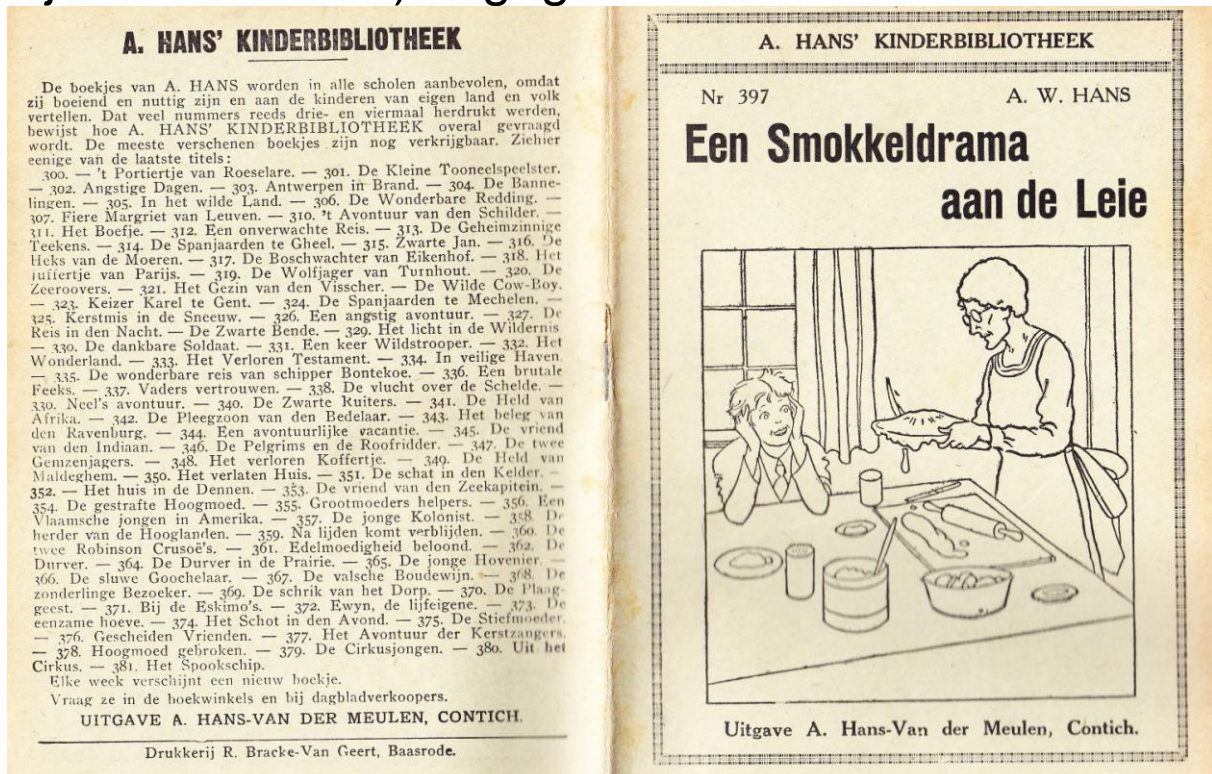 A. HANS' KINDERBIBLIOTHEEK
De boekjes van A. HANS worden in alle scholen aanbevolen, omdat
zij boeiend en nuttig zijn en aan de kinderen van eigen land en volk
vertellen. Dat veel nummers reeds drie- en viermaal herdrukt werden,
bewijst hoe A. HANS' KINDERBIBLIOTHEEK overal gevraagd
wordt. De meeste verschenen boekjes zijn nog verkrijgbaar. Ziehier
eenige van de laatste titels:
300. — 't Portiertje van Roeselare. — 301. De Kleine Tooneelspeelster.
— 302. Angstige Dagen. — 303. Antwerpen in Brand. — 304. De Banne-
lingen. — 305. In het wilde Land. — 306. De Wonderbare Redding. —
307. Fiere Margriet van Leuven. — 310. 't Avontuur van den Schilder. —
311. Het Boefje. — 312. Een onverwachte Reis. — 313. De Geheimzinnige
Teekens. — 314. De Spanjaarden te Gheel. — 315. Zwarte Jan. — 316. De
Heks van de Moeren. — 317. De Boschwachter van Eikenhof. — 318. Het
Juffertje van Parijs. — 319. De Wolfjager van Turnhout. — 320. De
Zeeroovers. — 321. Het Gezin van den Visscher. — De Wilde Cow-Boy.
— 323. Keizer Karel te Gent. — 324. De Spanjaarden te Mechelen. —
Kerstmis in de Sneeuw. — 326. Een angstig avontuur. — 327. De
Reis in den Nacht. — De Zwarte Bende. — 329. Het licht in de Wildernis
— 330. De dankbare Soldaat. — 331. Een keer Wildstrooper. — 332. Het
Wonderland. — 333. Het Verloren Testament. — 334. In veilige Haven.
— 335. De wonderbare reis van schipper Bontekoe. — 336. Een brutale
Feeks. — 337. Vaders vertrouwen. — 338. De vlucht over de Schelde. —
330. Neel's avontuur. — 340. De Zwarte Ruiters. — 341. De Held van
Afrika. — 342. De Pleegzoon van den Bedelaar. — 343. Het beleg van
den Ravenburg. — 344. Een avontuurlijke vacantie. — 345. De vriend
van den Indiaan. — 346. De Pelgrims en de Roofridder. — 347. De twee
Gemzenjagers. — 348. Het verloren Koffertje. — 349. De Held van
Maldeghem. — 350. Het verlaten Huis. — 351. De schat in den Kelder. —
352. — Het huis in de Dennen. — 353. De vriend van den Zeekapitein. —
354. De gestrafte Hoogmoed. — 355. Grootmoeders helpers. — 356. Een
Vlaamsche jongen in Amerika. — 357. De jonge Kolonist. — 358. De
herder van de Hooglanden. — 359. Na lijden komt verblijden. — 360. De
twee Robinson Crusoë's. — 361. Edelmoedigheid beloond. — 362. De
Durver. — 364. De Durver in de Prairie. — 365. De jonge Hovenier. —
366. De sluwe Goochelaar. — 367. De valsche Boudewijn. — 368. De
zonderlinge Bezoeker. — 369. De schrik van het Dorp. — 370. De Plaag-
geest. — 371. Bij de Eskimo's. — 372. Ewyn, de lijfeigene. — 373. De
eenzame hoeve. — 374. Het Schot in den Avond. — 375. De Stiefmoeder.
— 376. Gescheiden Vrienden. — 377. Het Avontuur der Kerstzangers.
— 378. Hoogmoed gebroken. — 379. De Cirkusjongen. — 380. Uit het
Cirkus. — 381. Het Spookschip.
Elke week verschijnt een nieuw boekje.
Vraag ze in de boekwinkels en bij dagbladverkoopers.
UITGAVE A. HANS-VAN DER MEULEN, CONTICH.
Drukkerij R. Bracke-Van Geert, Baasrode.
A. HANS' KINDERBIBLIOTHEEK
Nr 397 A. W. HANS
Een Smokkeldrama
aan de Leie
Uitgave A. Hans-Van der Meulen, Contich.